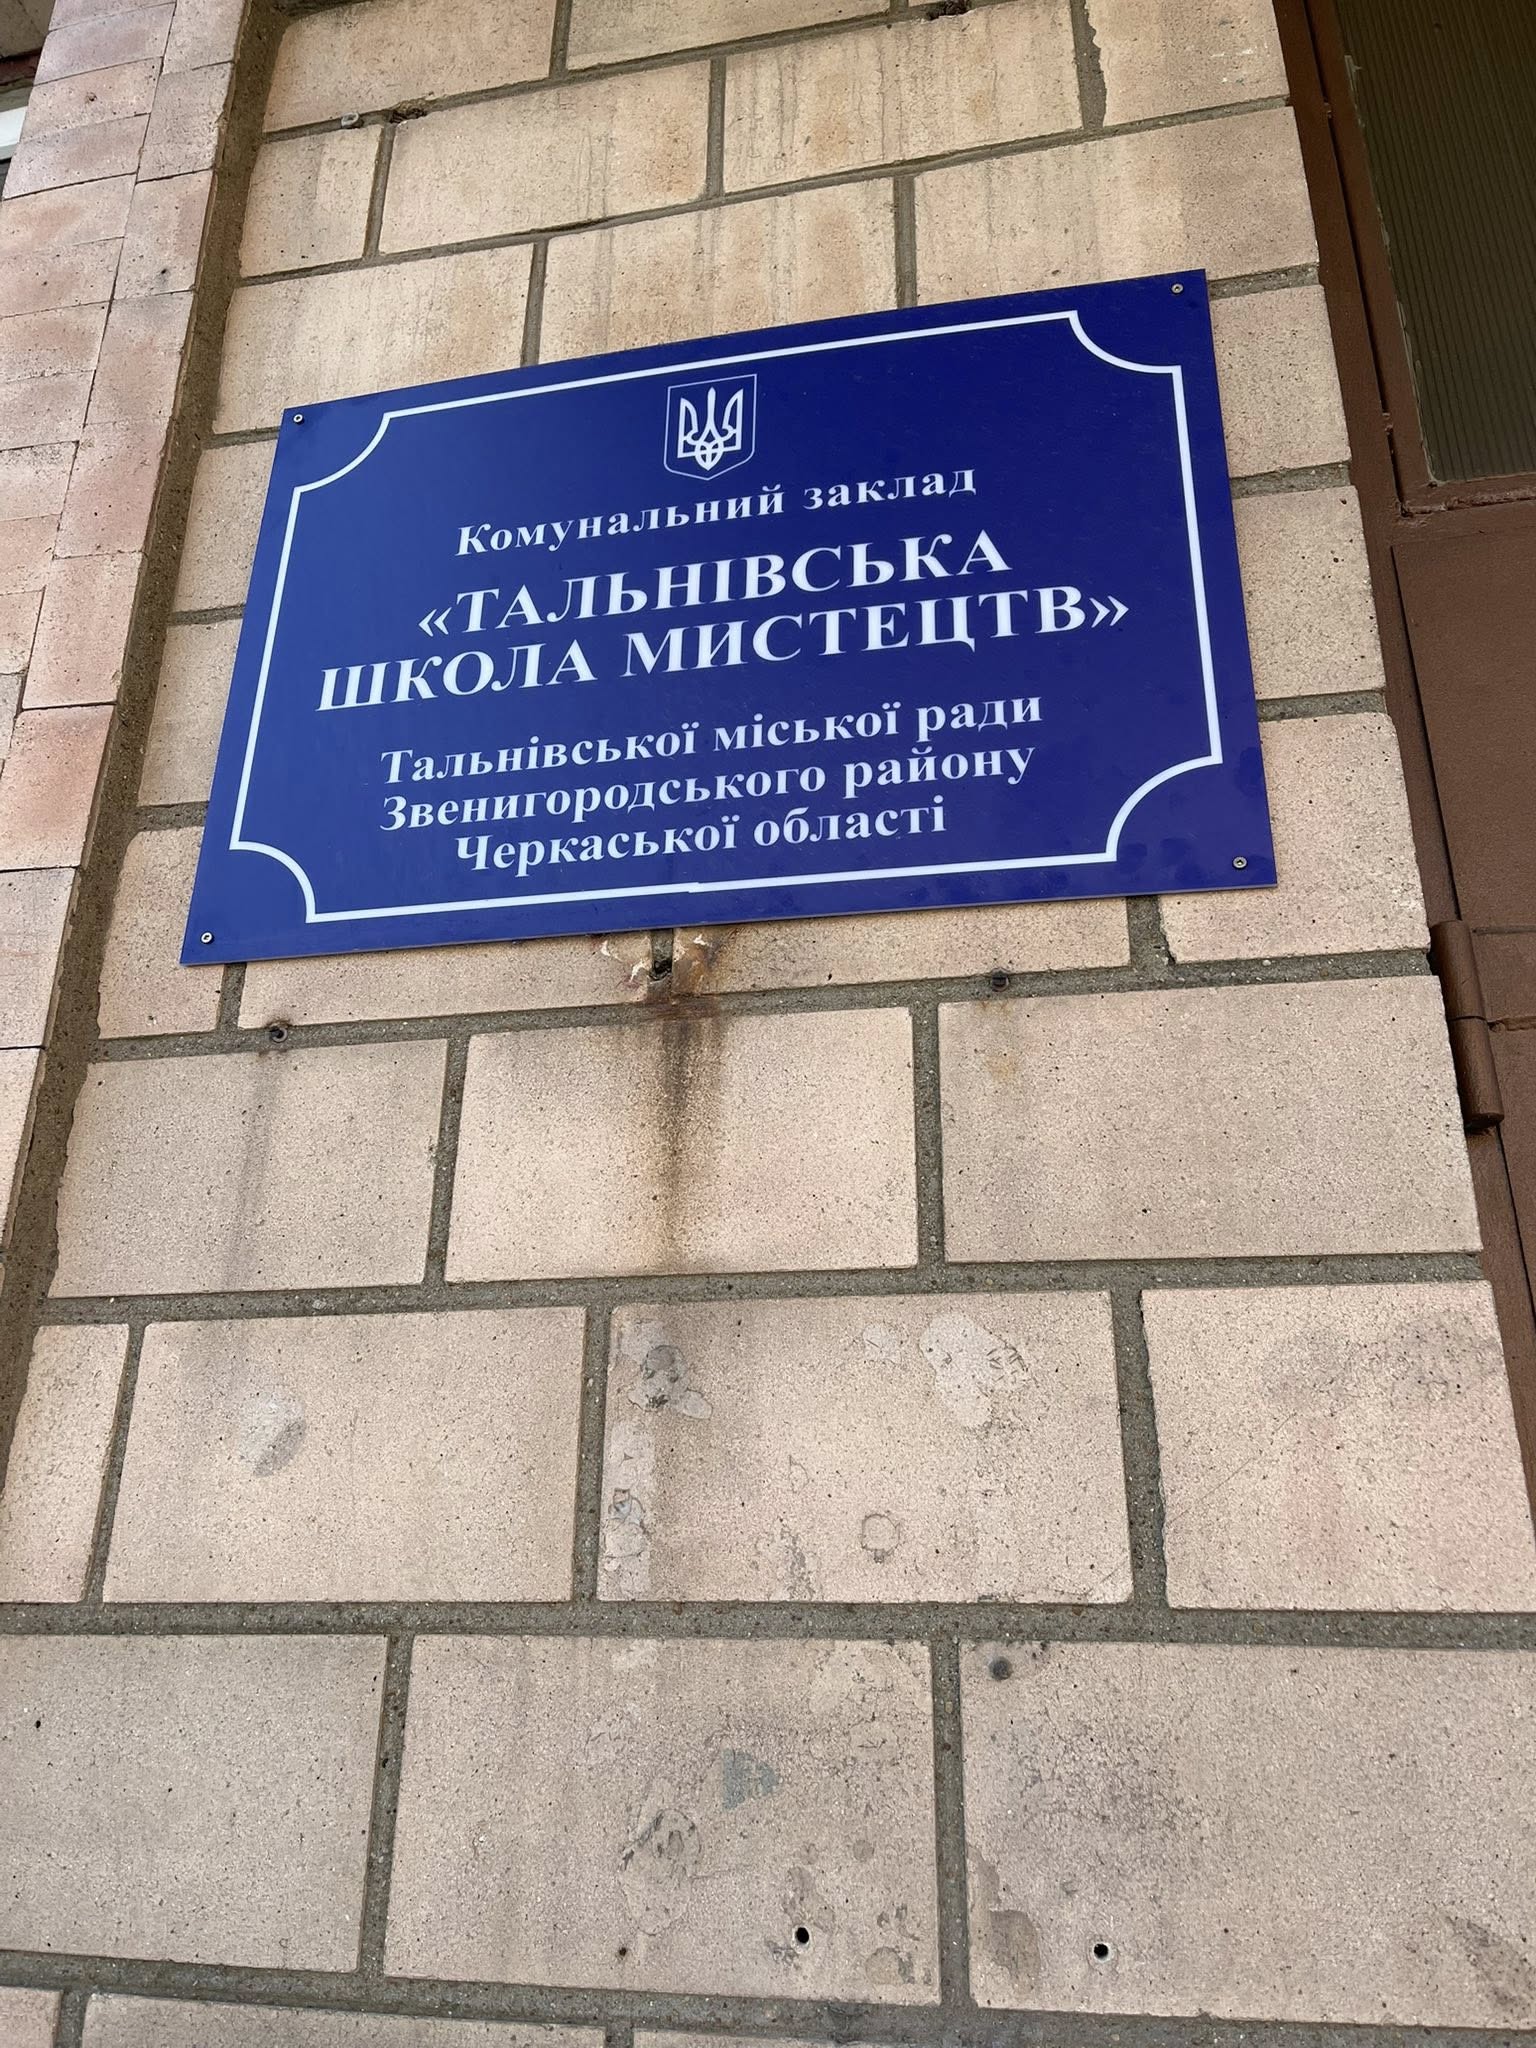 Комунальний заклад
«ТАЛЬНІВСЬКА
ШКОЛА МИСТЕЦТВ»
Тальнівської міської ради
Звенигородського району
Черкаської області